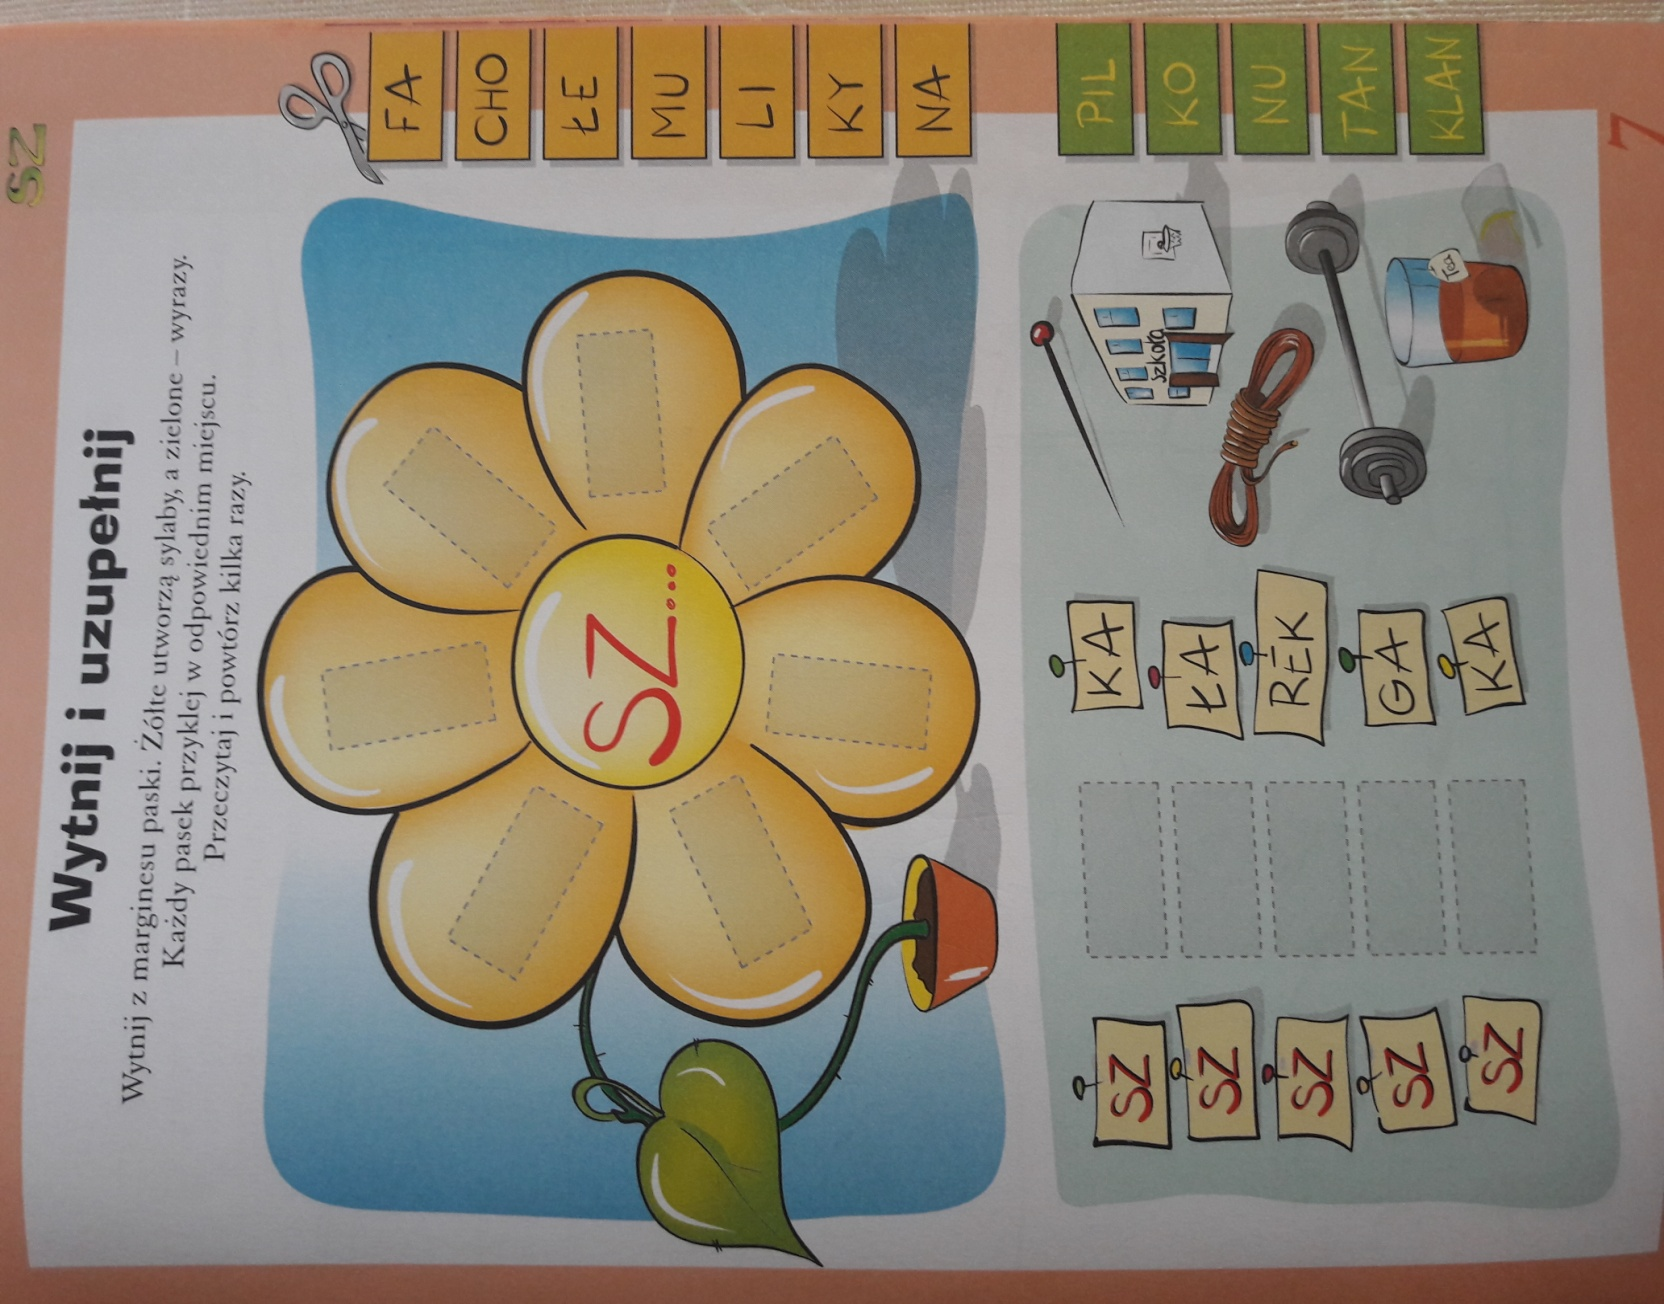 SZ
Wytnij i uzupełnij
Wytnij z marginesu paski. Żółte utworzą sylaby, a zielone – wyrazy.
Każdy pasek przyklej w odpowiednim miejscu.
Przeczytaj i powtórz kilka razy.
FA
CHO
ŁE
MU
LI
KY
NA
SZ...
SZ KA
SZ ŁA
SZ REK
SZ GA
SZ KA
Szkoła
Tea
PIL
KO
NU
TAN
KLAN
7